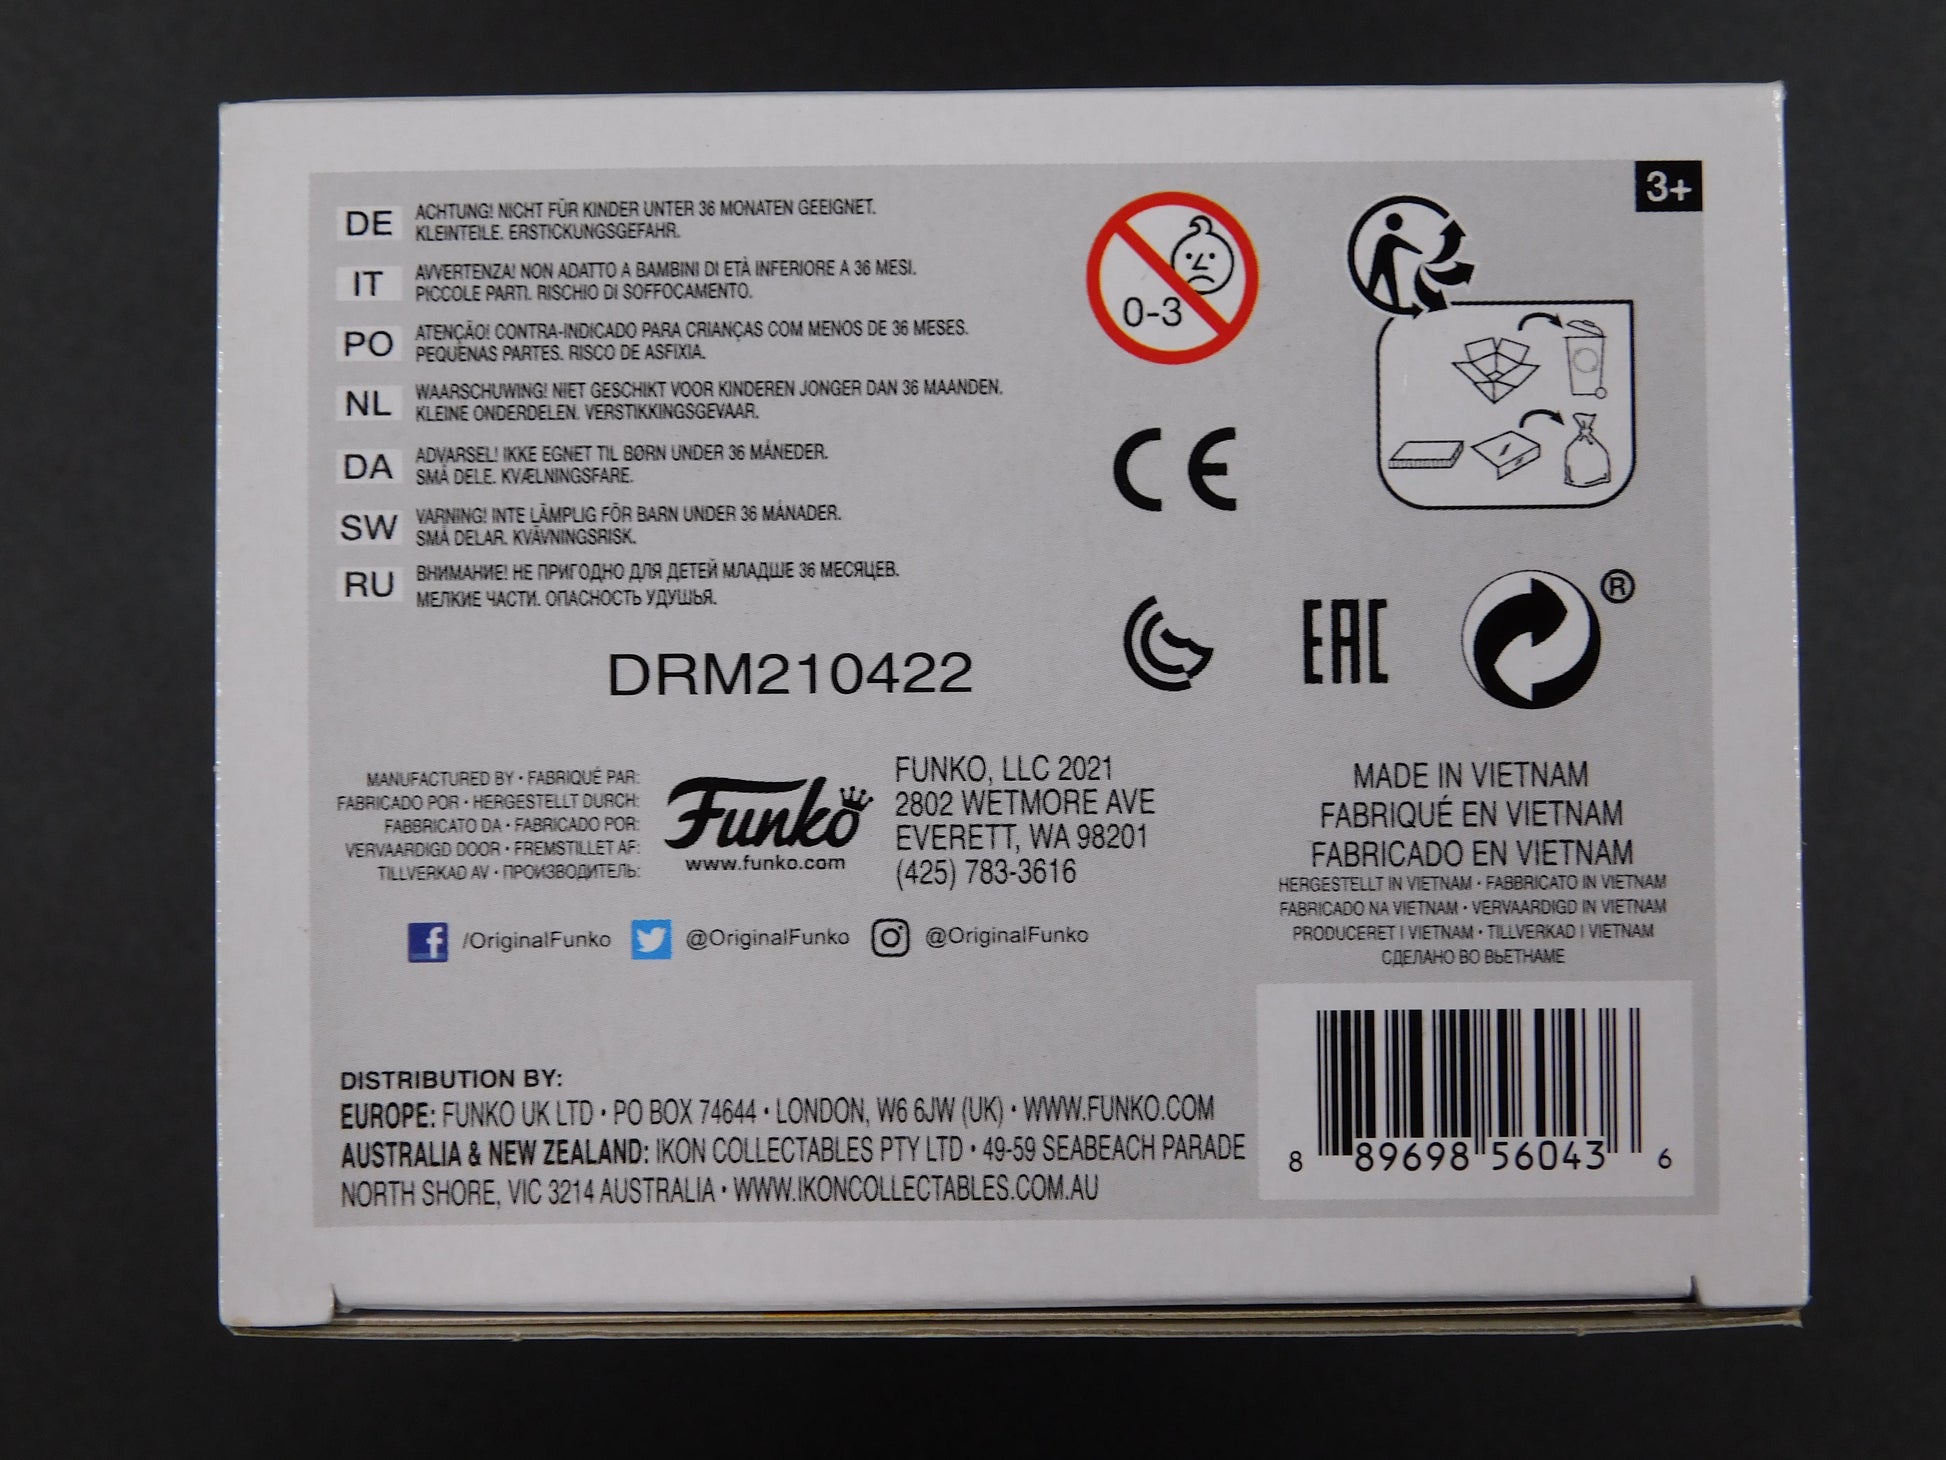 3+
DE
ACHTUNG! NICHT FÜR KINDER UNTER 36 MONATEN GEEIGNET.
KLEINTEILE. ERSTICKUNGSGEFAHR.
IT
AVVERTENZA! NON ADATTO A BAMBINI DI ETÀ INFERIORE A 36 MESI.
PICCOLE PARTI. RISCHIO DI SOFFOCAMENTO.
PO
ATENÇÃO! CONTRA-INDICADO PARA CRIANÇAS COM MENOS DE 36 MESES.
PEQUENAS PARTES. RISCO DE ASFIXIA.
NL
WAARSCHUWING! NIET GESCHIKT VOOR KINDEREN JONGER DAN 36 MAANDEN.
KLEINE ONDERDELEN. VERSTIKKINGSGEVAAR.
DA
ADVARSEL! IKKE EGNET TIL BØRN UNDER 36 MÅNEDER.
SMÅ DELE. KVÆLNINGSFARE.
SW
VARNING! INTE LÄMPLIG FÖR BARN UNDER 36 MÅNADER.
SMÅ DELAR. KVÄVNINGSRISK.
RU
ВНИМАНИЕ! НЕ ПРИГОДНО ДЛЯ ДЕТЕЙ МЛАДШЕ 36 МЕСЯЦЕВ.
МЕЛКИЕ ЧАСТИ. ОПАСНОСТЬ УДУШЬЯ.
0-3
CE
EAC
®
DRM210422
MANUFACTURED BY • FABRIQUÉ PAR:
FABRICADO POR • HERGESTELLT DURCH:
FABBRICATO DA • FABRICADO POR:
VERVAARDIGD DOOR • FREMSTILLET AF:
TILLVERKAD AV • ПРОИЗВОДИТЕЛЬ:
Funko
www.funko.com
FUNKO, LLC 2021
2802 WETMORE AVE
EVERETT, WA 98201
(425) 783-3616
MADE IN VIETNAM
FABRIQUÉ EN VIETNAM
FABRICADO EN VIETNAM
HERGESTELLT IN VIETNAM • FABBRICATO IN VIETNAM
FABRICADO NA VIETNAM • VERVAARDIGD IN VIETNAM
PRODUCERET I VIETNAM • TILLVERKAD I VIETNAM
СДЕЛАНО ВО ВЬЕТНАМЕ
f /OriginalFunko @OriginalFunko @OriginalFunko
DISTRIBUTION BY:
EUROPE: FUNKO UK LTD • PO BOX 74644 • LONDON, W6 6JW (UK) • WWW.FUNKO.COM
AUSTRALIA & NEW ZEALAND: IKON COLLECTABLES PTY LTD • 49-59 SEABEACH PARADE
NORTH SHORE, VIC 3214 AUSTRALIA • WWW.IKONCOLLECTABLES.COM.AU
8 89698 56043 6